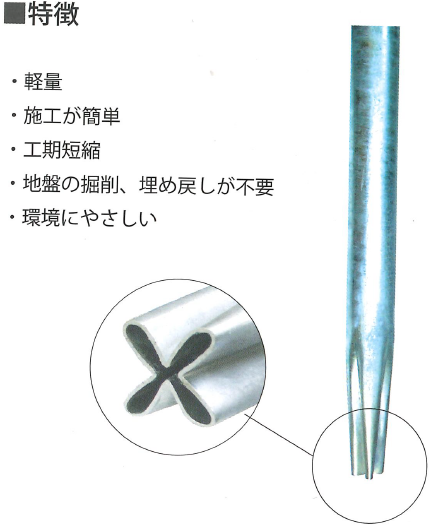 ■特徴
・軽量
・施工が簡単
・工期短縮
・地盤の掘削、埋め戻しが不要
・環境にやさしい